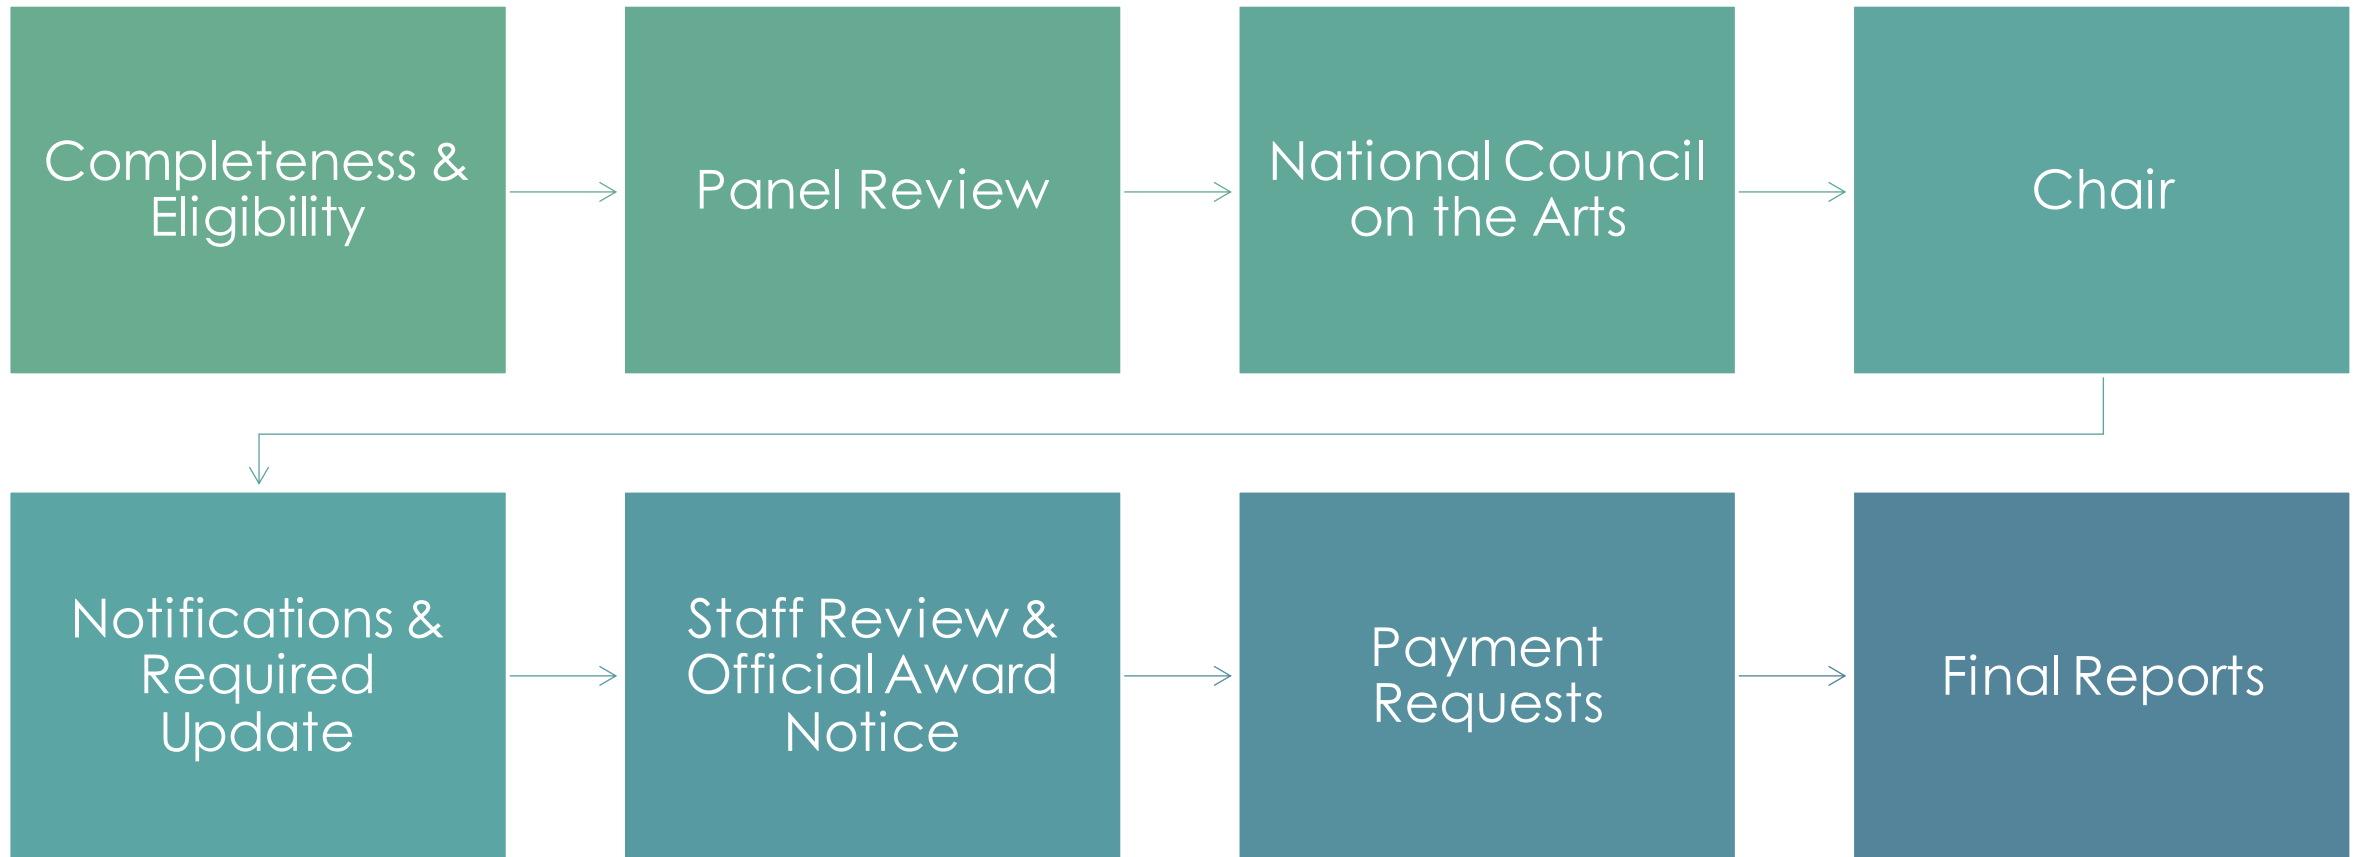 Completeness &
Eligibility
Panel Review
National Council
on the Arts
Chair
Notifications &
Required
Update
Staff Review &
Official Award
Notice
Payment
Requests
Final Reports